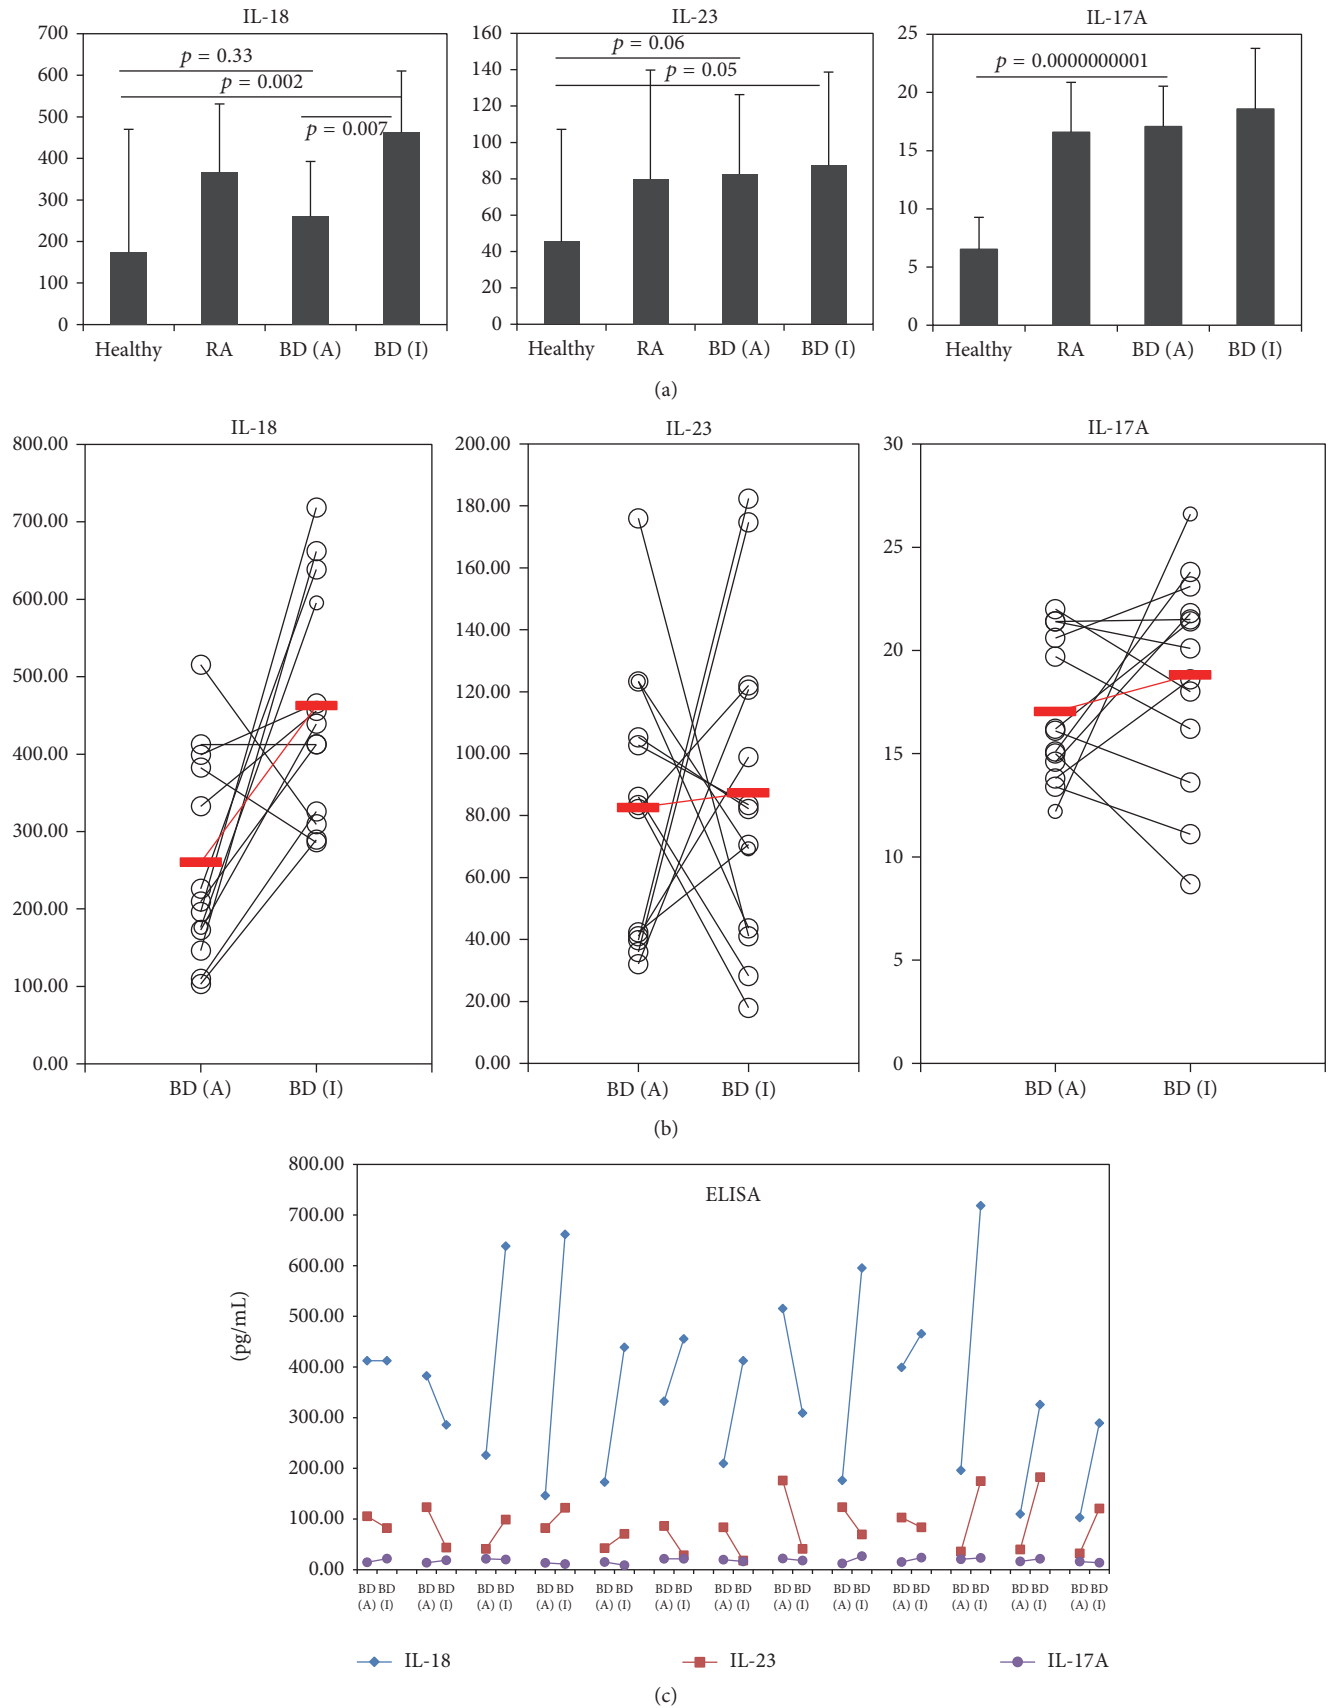 IL-18
IL-23
IL-17A
700
600
500
400
300
200
100
0
p = 0.33
p = 0.002
p = 0.007
Healthy RA BD (A) BD (I)
160
140
120
100
80
60
40
20
0
p = 0.06
p = 0.05
Healthy RA BD (A) BD (I)
25
20
15
10
5
0
p = 0.0000000001
Healthy RA BD (A) BD (I)
(a)
IL-18
IL-23
IL-17A
800.00
700.00
600.00
500.00
400.00
300.00
200.00
100.00
0.00
BD (A) BD (I)
200.00
180.00
160.00
140.00
120.00
100.00
80.00
60.00
40.00
20.00
0.00
BD (A) BD (I)
30
25
20
15
10
5
0
BD (A) BD (I)
(b)
ELISA
(pg/mL)
800.00
700.00
600.00
500.00
400.00
300.00
200.00
100.00
0.00
BD BD BD BD BD BD BD BD BD BD BD BD BD BD BD BD BD BD BD BD BD BD BD BD BD BD
(A) (I) (A) (I) (A) (I) (A) (I) (A) (I) (A) (I) (A) (I) (A) (I) (A) (I) (A) (I) (A) (I) (A) (I) (A) (I)
IL-18 IL-23 IL-17A
(c)